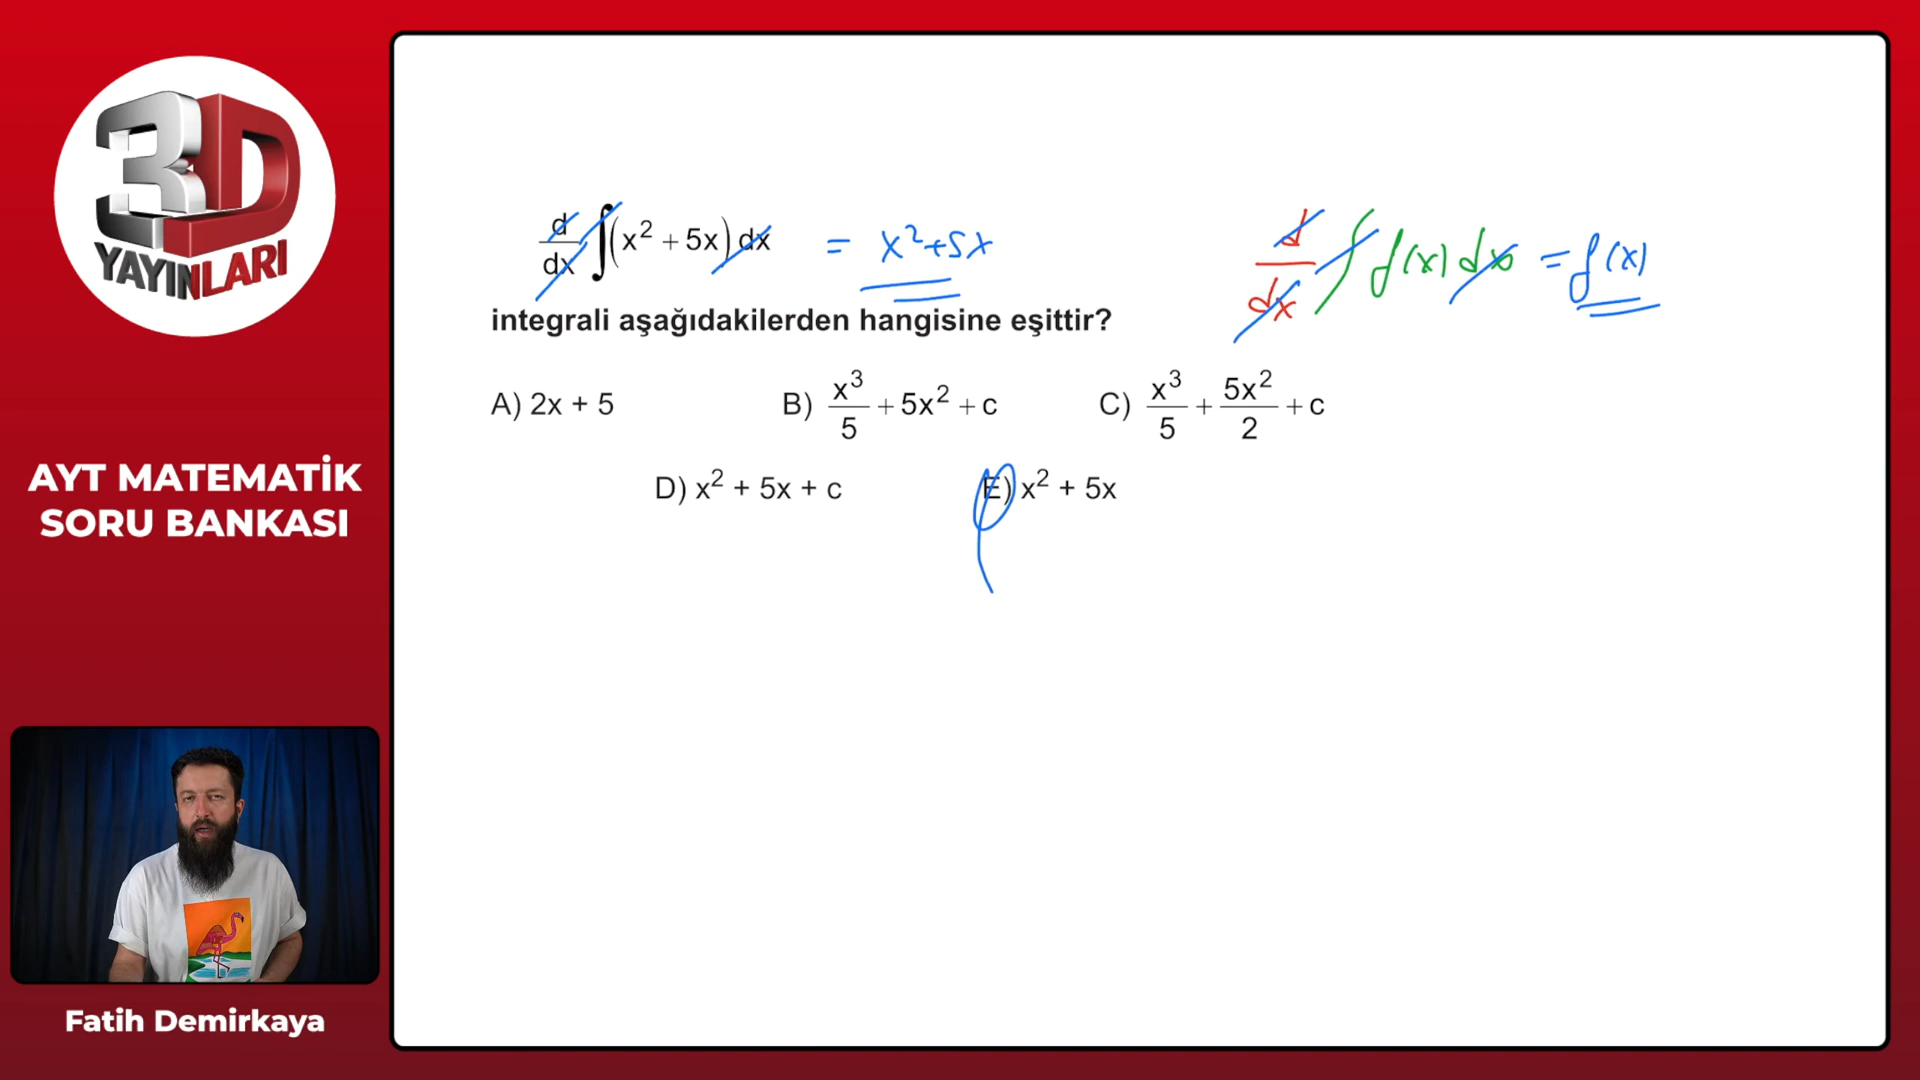 3D
YAYINLARI
AYT MATEMATİK
SORU BANKASI
Fatih Demirkaya
d/dx ∫(x² + 5x) dx = x²+5x
d/dx ∫ f(x) dx = f(x)
integrali aşağıdakilerden hangisine eşittir?
A) 2x + 5 B) x³/5 + 5x² + c C) x³/5 + 5x²/2 + c
D) x² + 5x + c E) x² + 5x